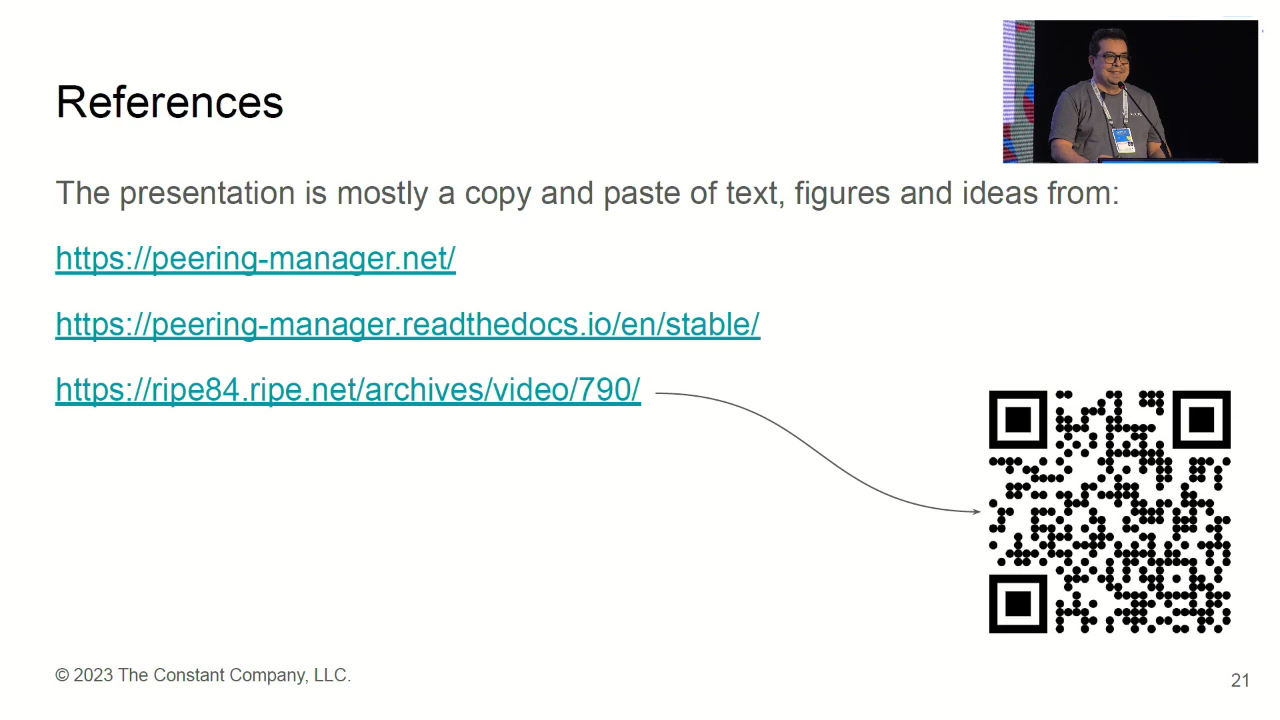 References
The presentation is mostly a copy and paste of text, figures and ideas from:
https://peering-manager.net/
https://peering-manager.readthedocs.io/en/stable/
https://ripe84.ripe.net/archives/video/790/
© 2023 The Constant Company, LLC.
21